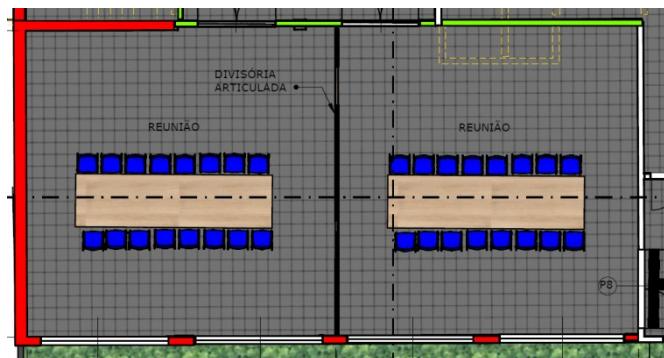 DIVISÓRIA
ARTICULADA
REUNIÃO
REUNIÃO
P8